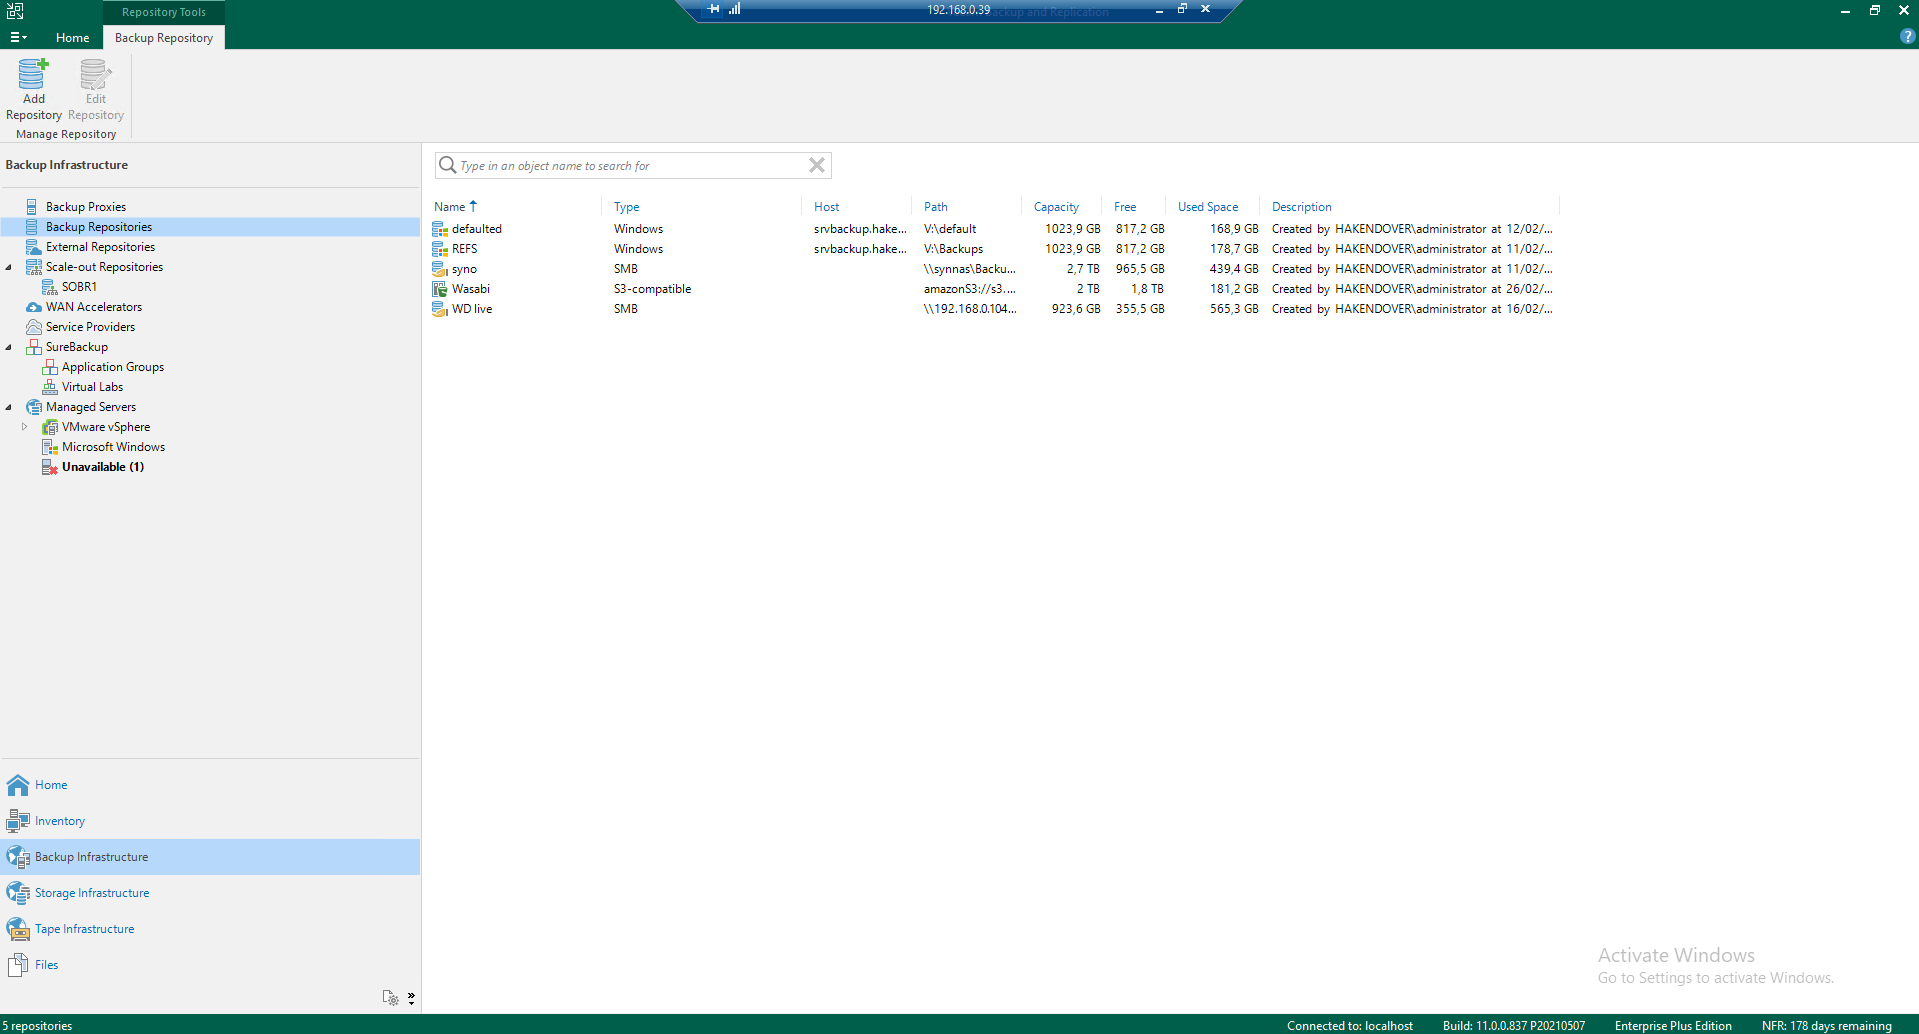 Repository Tools
192.168.0.39
Backup and Replication
Home
Backup Repository
Add Repository
Edit Repository
Manage Repository
Backup Infrastructure
Type in an object name to search for
Backup Proxies
Backup Repositories
External Repositories
Scale-out Repositories
SOBR1
WAN Accelerators
Service Providers
SureBackup
Application Groups
Virtual Labs
Managed Servers
VMware vSphere
Microsoft Windows
Unavailable (1)
Name Type Host Path Capacity Free Used Space Description
defaulted Windows srvbackup.hake... V:\default 1023,9 GB 817,2 GB 168,9 GB Created by HAKENDOVER\administrator at 12/02/...
REFS Windows srvbackup.hake... V:\Backups 1023,9 GB 817,2 GB 178,7 GB Created by HAKENDOVER\administrator at 11/02/...
syno SMB \\synnas\Backu... 2,7 TB 965,5 GB 439,4 GB Created by HAKENDOVER\administrator at 11/02/...
Wasabi S3-compatible amazonS3://s3.... 2 TB 1,8 TB 181,2 GB Created by HAKENDOVER\administrator at 26/02/...
WD live SMB \\192.168.0.104... 923,6 GB 355,5 GB 565,3 GB Created by HAKENDOVER\administrator at 16/02/...
Home
Inventory
Backup Infrastructure
Storage Infrastructure
Tape Infrastructure
Files
Activate Windows
Go to Settings to activate Windows.
5 repositories
Connected to: localhost
Build: 11.0.0.837 P20210507
Enterprise Plus Edition
NFR: 178 days remaining